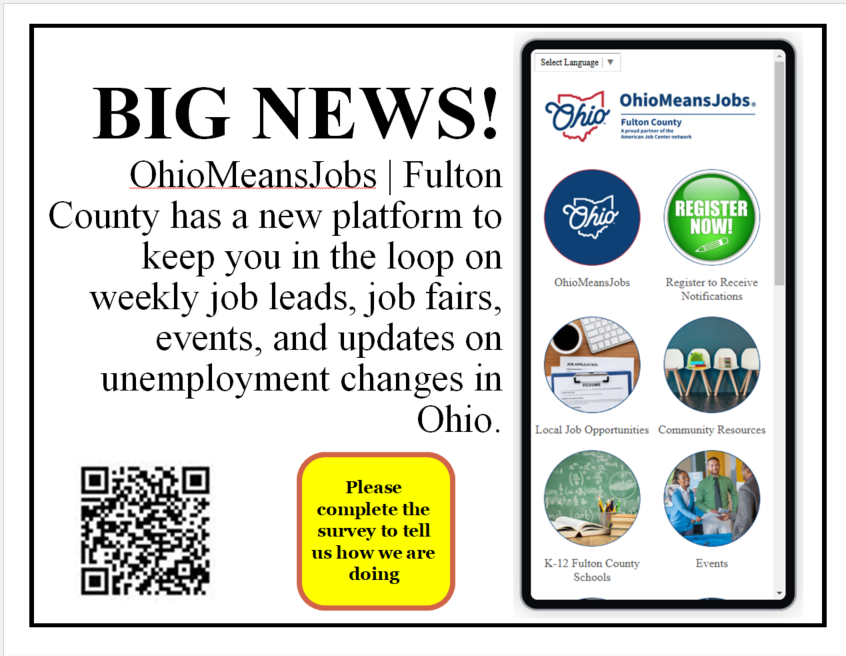 BIG NEWS!
OhioMeansJobs | Fulton
County has a new platform to
keep you in the loop on
weekly job leads, job fairs,
events, and updates on
unemployment changes in
Ohio.
Please
complete the
survey to tell
us how we are
doing
Select Language ▼
Ohio
OhioMeansJobs®
Fulton County
A proud partner of the
American Job Center network
Ohio
REGISTER
NOW!
OhioMeansJobs
Register to Receive
Notifications
JOB APPLICATION
RESUME
Local Job Opportunities
Community Resources
K-12 Fulton County
Schools
Events